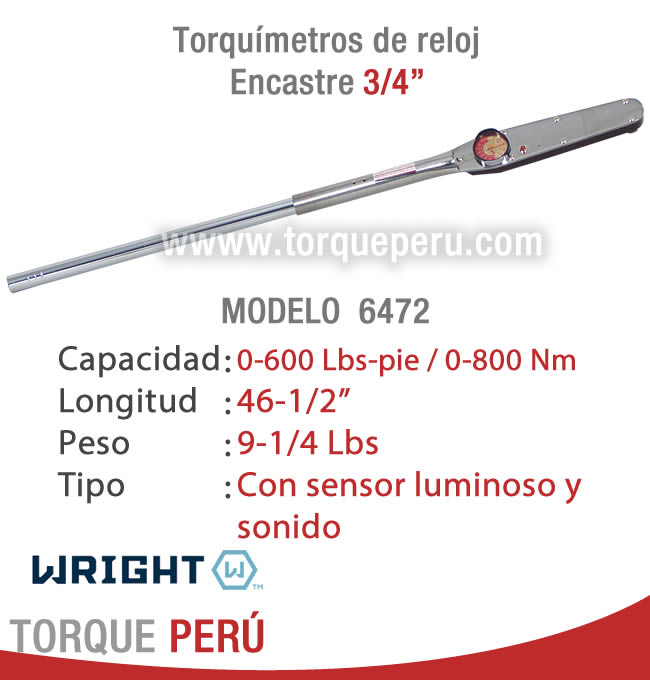 Torquímetros de reloj
Encastre 3/4”
www.torqueperu.com
MODELO 6472
Capacidad: 0-600 Lbs-pie / 0-800 Nm
Longitud : 46-1/2”
Peso : 9-1/4 Lbs
Tipo : Con sensor luminoso y
sonido
WRIGHT W ™
TORQUE PERÚ